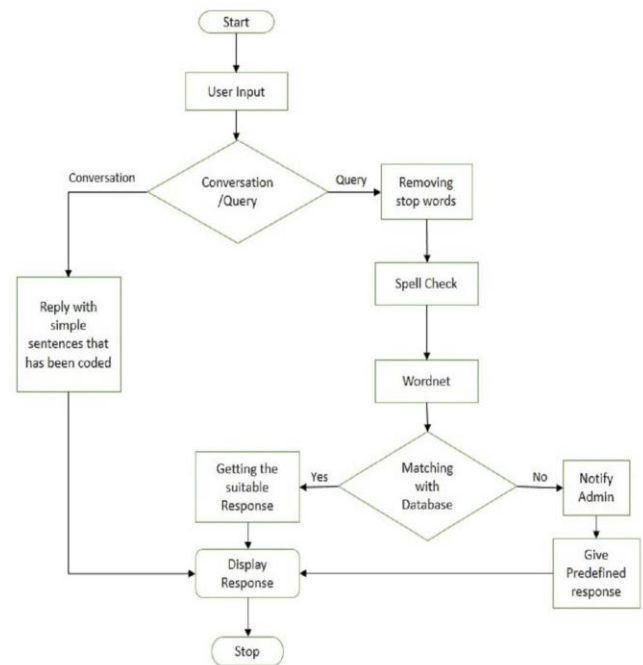 Start
User Input
Conversation
Conversation
/Query
Query
Removing
stop words
Spell Check
Reply with
simple
sentences that
has been coded
Wordnet
Getting the
suitable
Response
Yes
Matching
with
Database
No
Notify
Admin
Display
Response
Give
Predefined
response
Stop